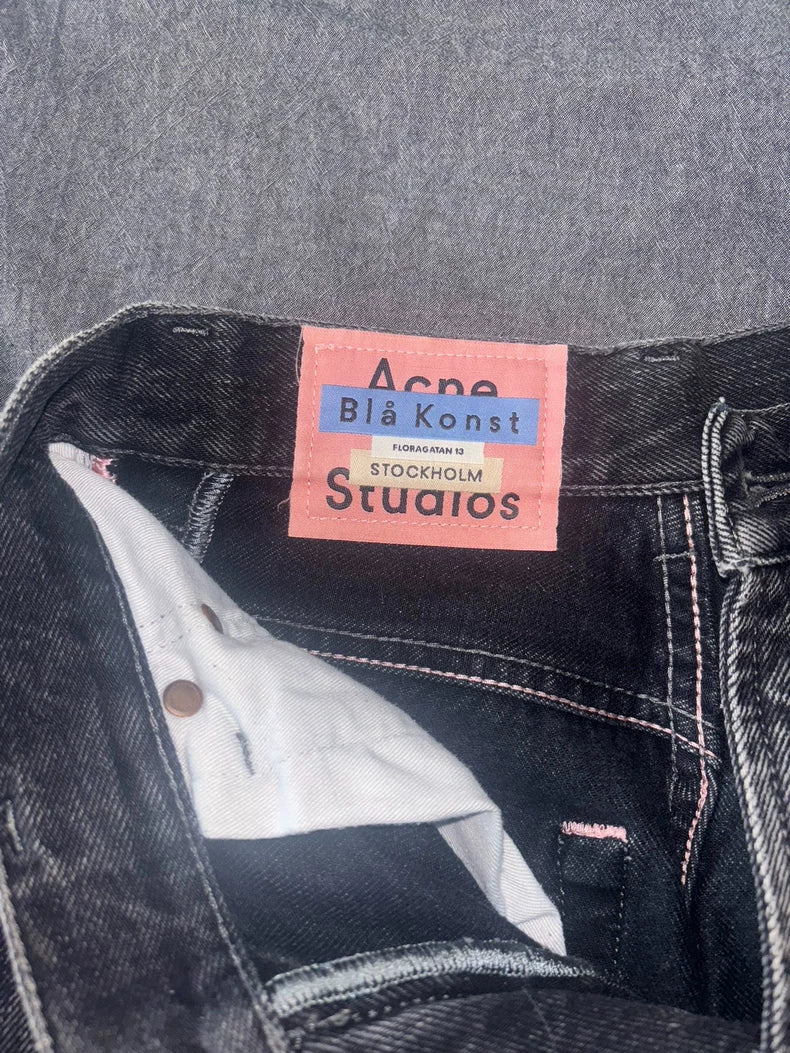 Acne
Blå Konst
FLORAGATAN 13
STOCKHOLM
Studios